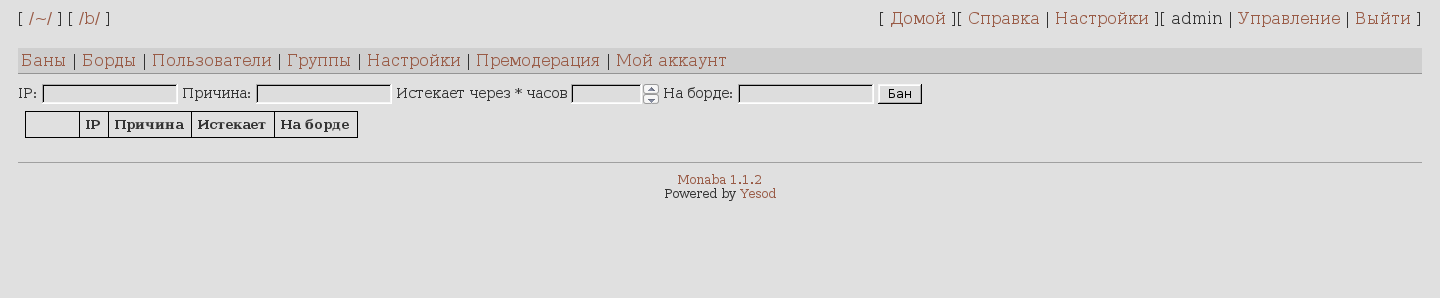 [ /~/ ] [ /b/ ] [ Домой ][ Справка | Настройки ][ admin | Управление | Выйти ]
Баны | Борды | Пользователи | Группы | Настройки | Премодерация | Мой аккаунт
IP: Причина: Истекает через * часов На борде: Бан
IP Причина Истекает На борде
Monaba 1.1.2
Powered by Yesod